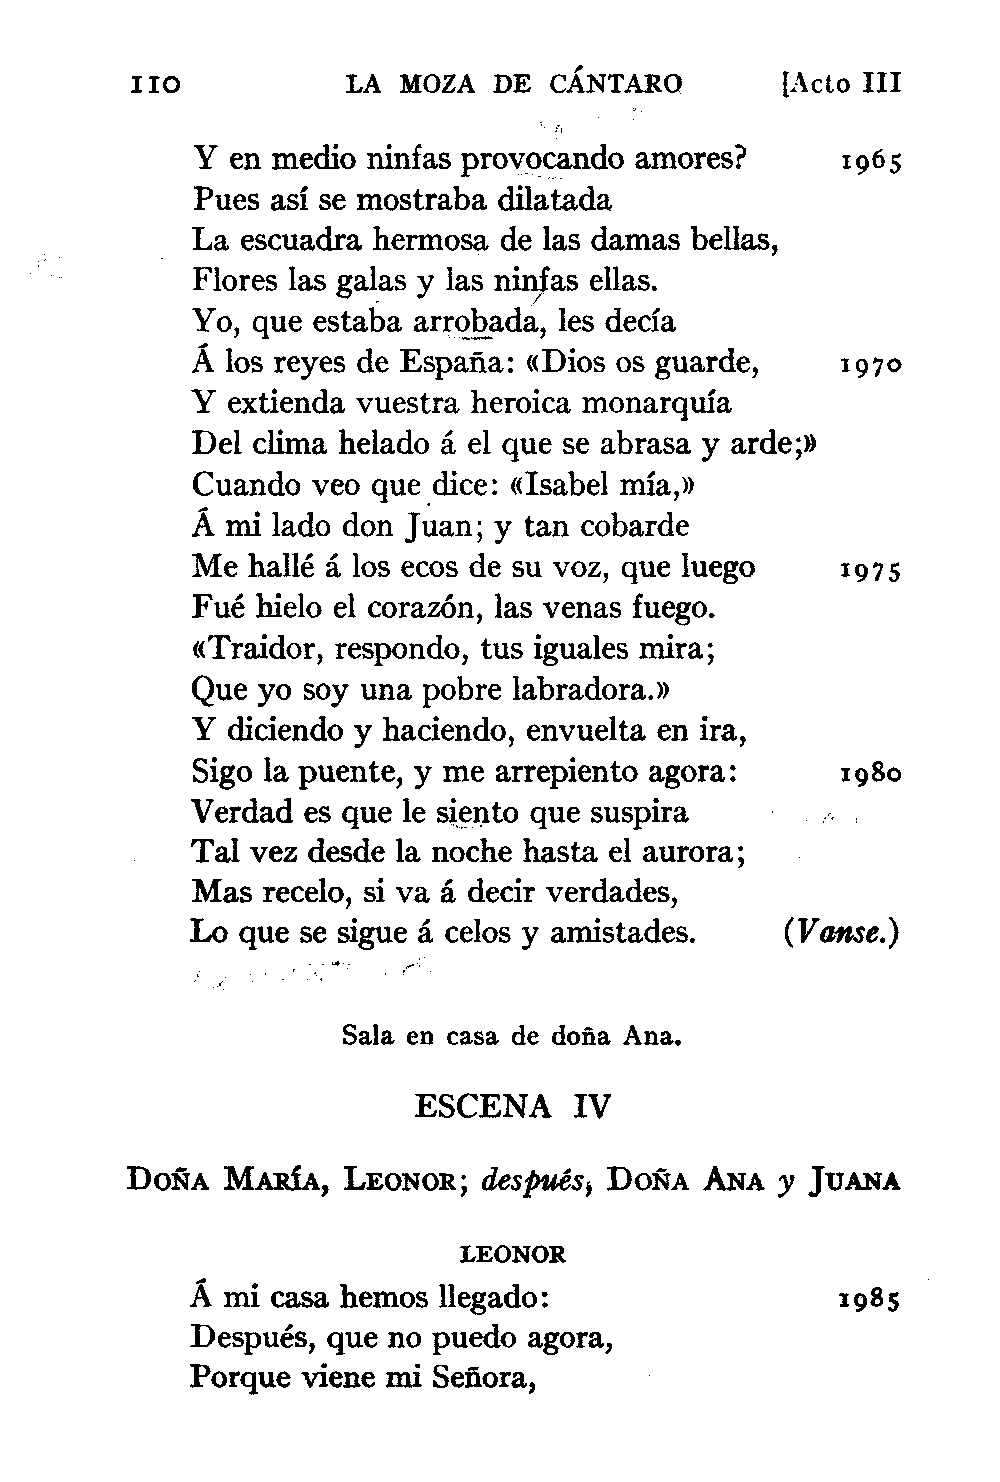 110 LA MOZA DE CÁNTARO [Acto III
Y en medio ninfas provocando amores? 1965
Pues así se mostraba dilatada
La escuadra hermosa de las damas bellas,
Flores las galas y las ninfas ellas.
Yo, que estaba arrobada, les decía
Á los reyes de España: «Dios os guarde, 1970
Y extienda vuestra heroica monarquía
Del clima helado á el que se abrasa y arde;»
Cuando veo que dice: «Isabel mía,»
Á mi lado don Juan; y tan cobarde
Me hallé á los ecos de su voz, que luego 1975
Fué hielo el corazón, las venas fuego.
«Traidor, respondo, tus iguales mira;
Que yo soy una pobre labradora.»
Y diciendo y haciendo, envuelta en ira,
Sigo la puente, y me arrepiento agora: 1980
Verdad es que le siento que suspira
Tal vez desde la noche hasta el aurora;
Mas recelo, si va á decir verdades,
Lo que se sigue á celos y amistades. (Vanse.)
Sala en casa de doña Ana.
ESCENA IV
Doña María, Leonor; después, Doña Ana y Juana
LEONOR
Á mi casa hemos llegado: 1985
Después, que no puedo agora,
Porque viene mi Señora,